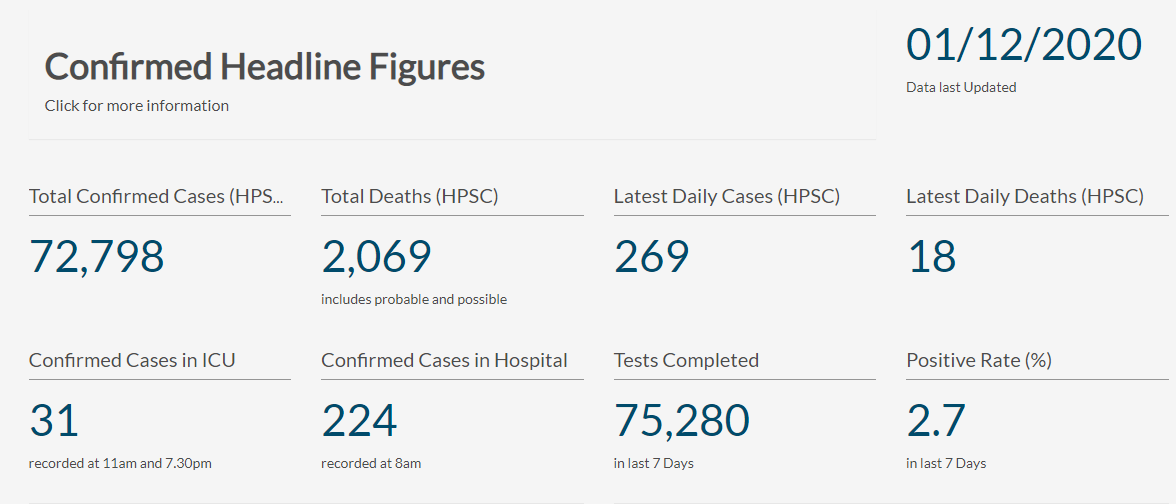 Confirmed Headline Figures
Click for more information
01/12/2020
Data last Updated
Total Confirmed Cases (HPS...
72,798
Total Deaths (HPSC)
2,069
includes probable and possible
Latest Daily Cases (HPSC)
269
Latest Daily Deaths (HPSC)
18
Confirmed Cases in ICU
31
recorded at 11am and 7.30pm
Confirmed Cases in Hospital
224
recorded at 8am
Tests Completed
75,280
in last 7 Days
Positive Rate (%)
2.7
in last 7 Days